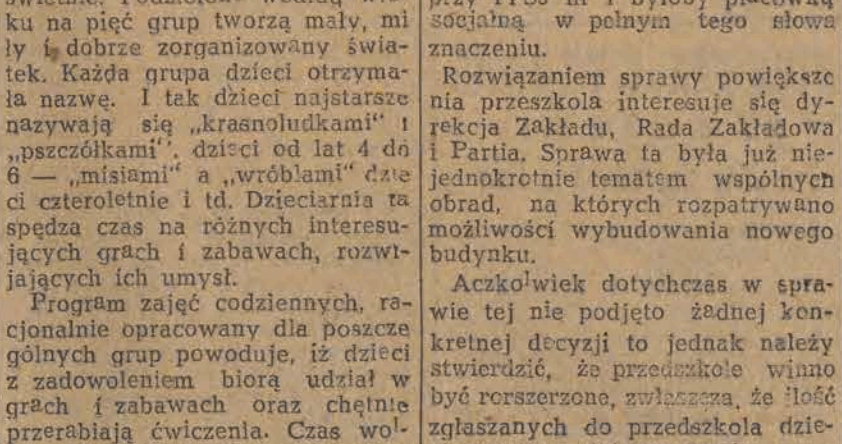 ku na pięć grup tworzą mały, mi
ły i dobrze zorganizowany świa-
tek. Każda grupa dzieci otrzyma-
ła nazwę. I tak dzieci najstarsze
nazywają się „krasnoludkami“ i
„pszczółkami“, dzieci od lat 4 do
6 — „misiami“ a „wróblami“ dzie
ci czteroletnie i td. Dzieciarnia ta
spędza czas na różnych interesu-
jących grach i zabawach, rozwi-
jających ich umysł.
Program zajęć codziennych, ra-
cjonalnie opracowany dla poszcze
gólnych grup powoduje, iż dzieci
z zadowoleniem biorą udział w
grach i zabawach oraz chętnie
przerabiają ćwiczenia. Czas wol-
socjalną w pełnym tego słowa
znaczeniu.
Rozwiązaniem sprawy powiększe
nia przeszkola interesuje się dy-
rekcja Zakładu, Rada Zakładowa
i Partia. Sprawa ta była już nie-
jednokrotnie tematem wspólnych
obrad, na których rozpatrywano
możliwości wybudowania nowego
budynku.
Aczkolwiek dotychczas w spra-
wie tej nie podjęto żadnej kon-
kretnej decyzji to jednak należy
stwierdzić, że przedszkole winno
być rorszerzone, zwłaszcza, że ilość
zgłaszanych do przedszkola dzie-